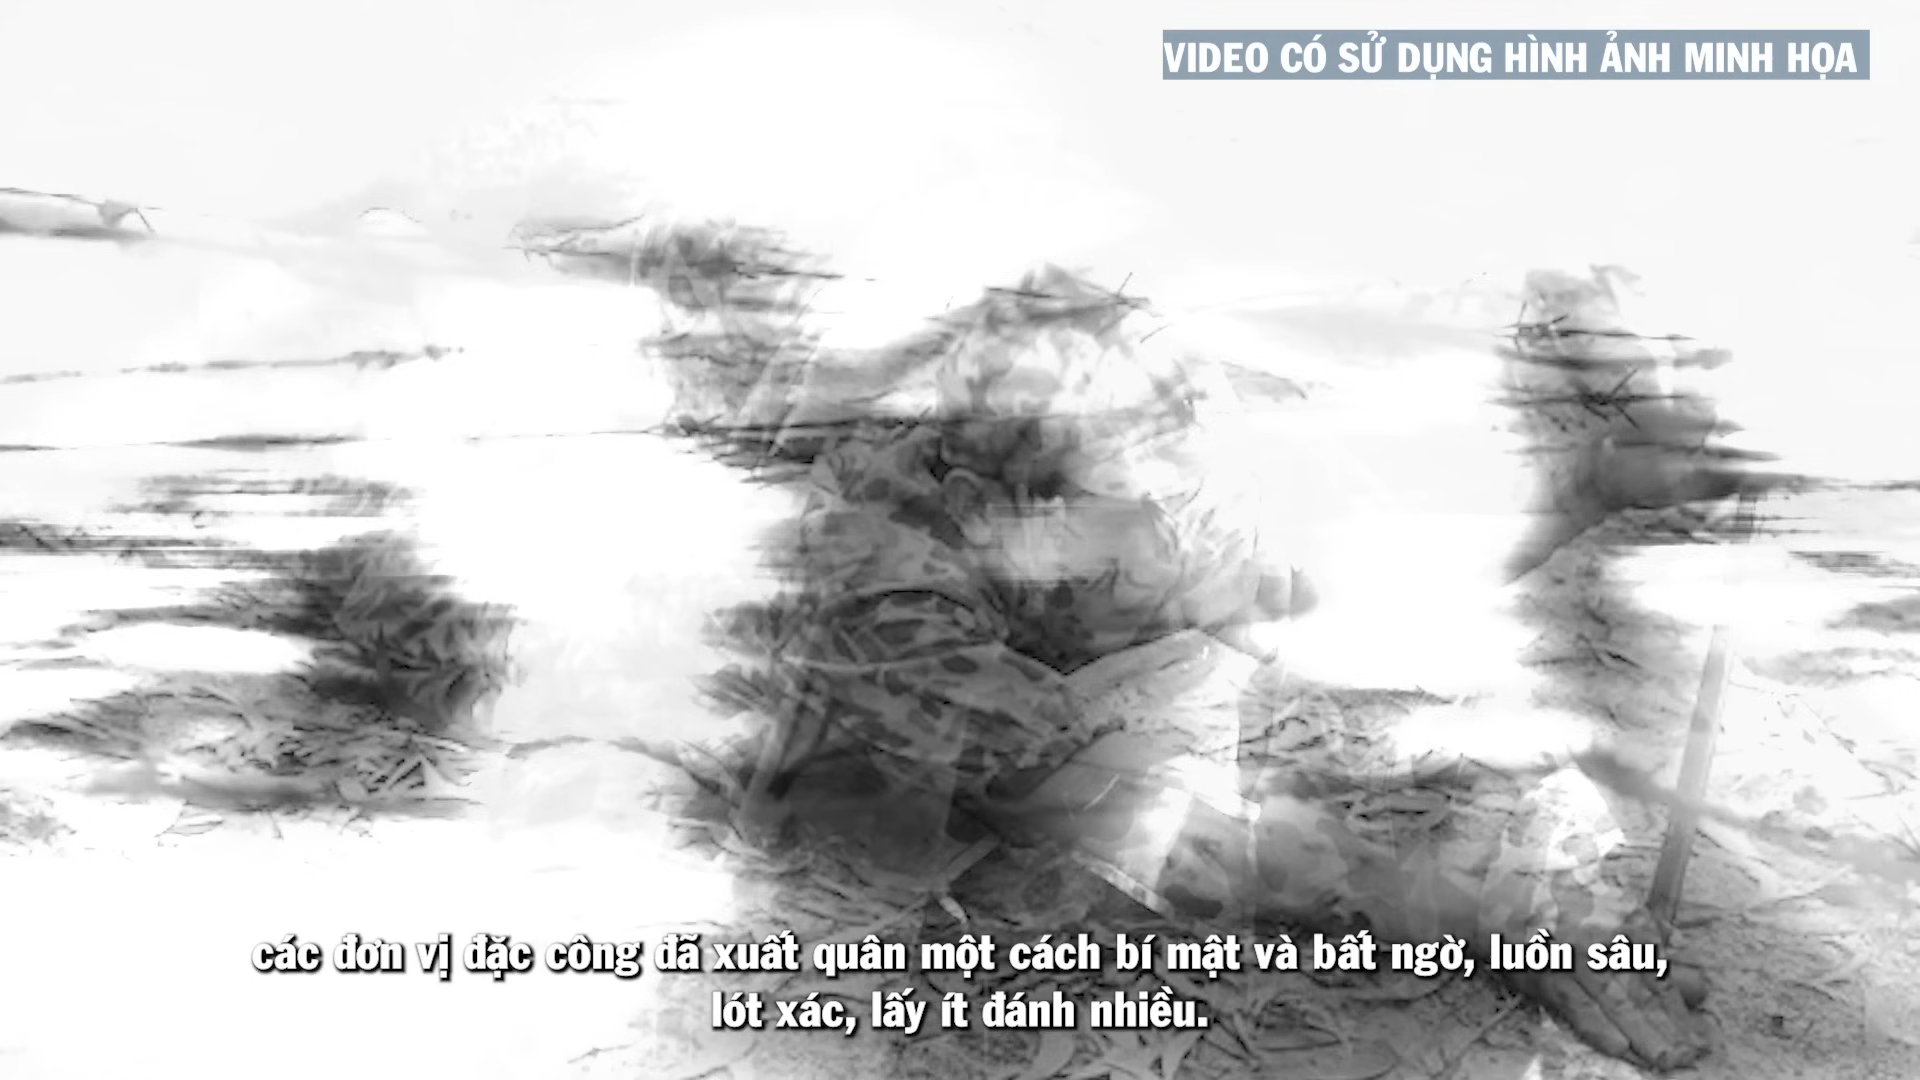 VIDEO CÓ SỬ DỤNG HÌNH ẢNH MINH HỌA
các đơn vị đặc công đã xuất quân một cách bí mật và bất ngờ, luồn sâu,
lót xác, lấy ít đánh nhiều.